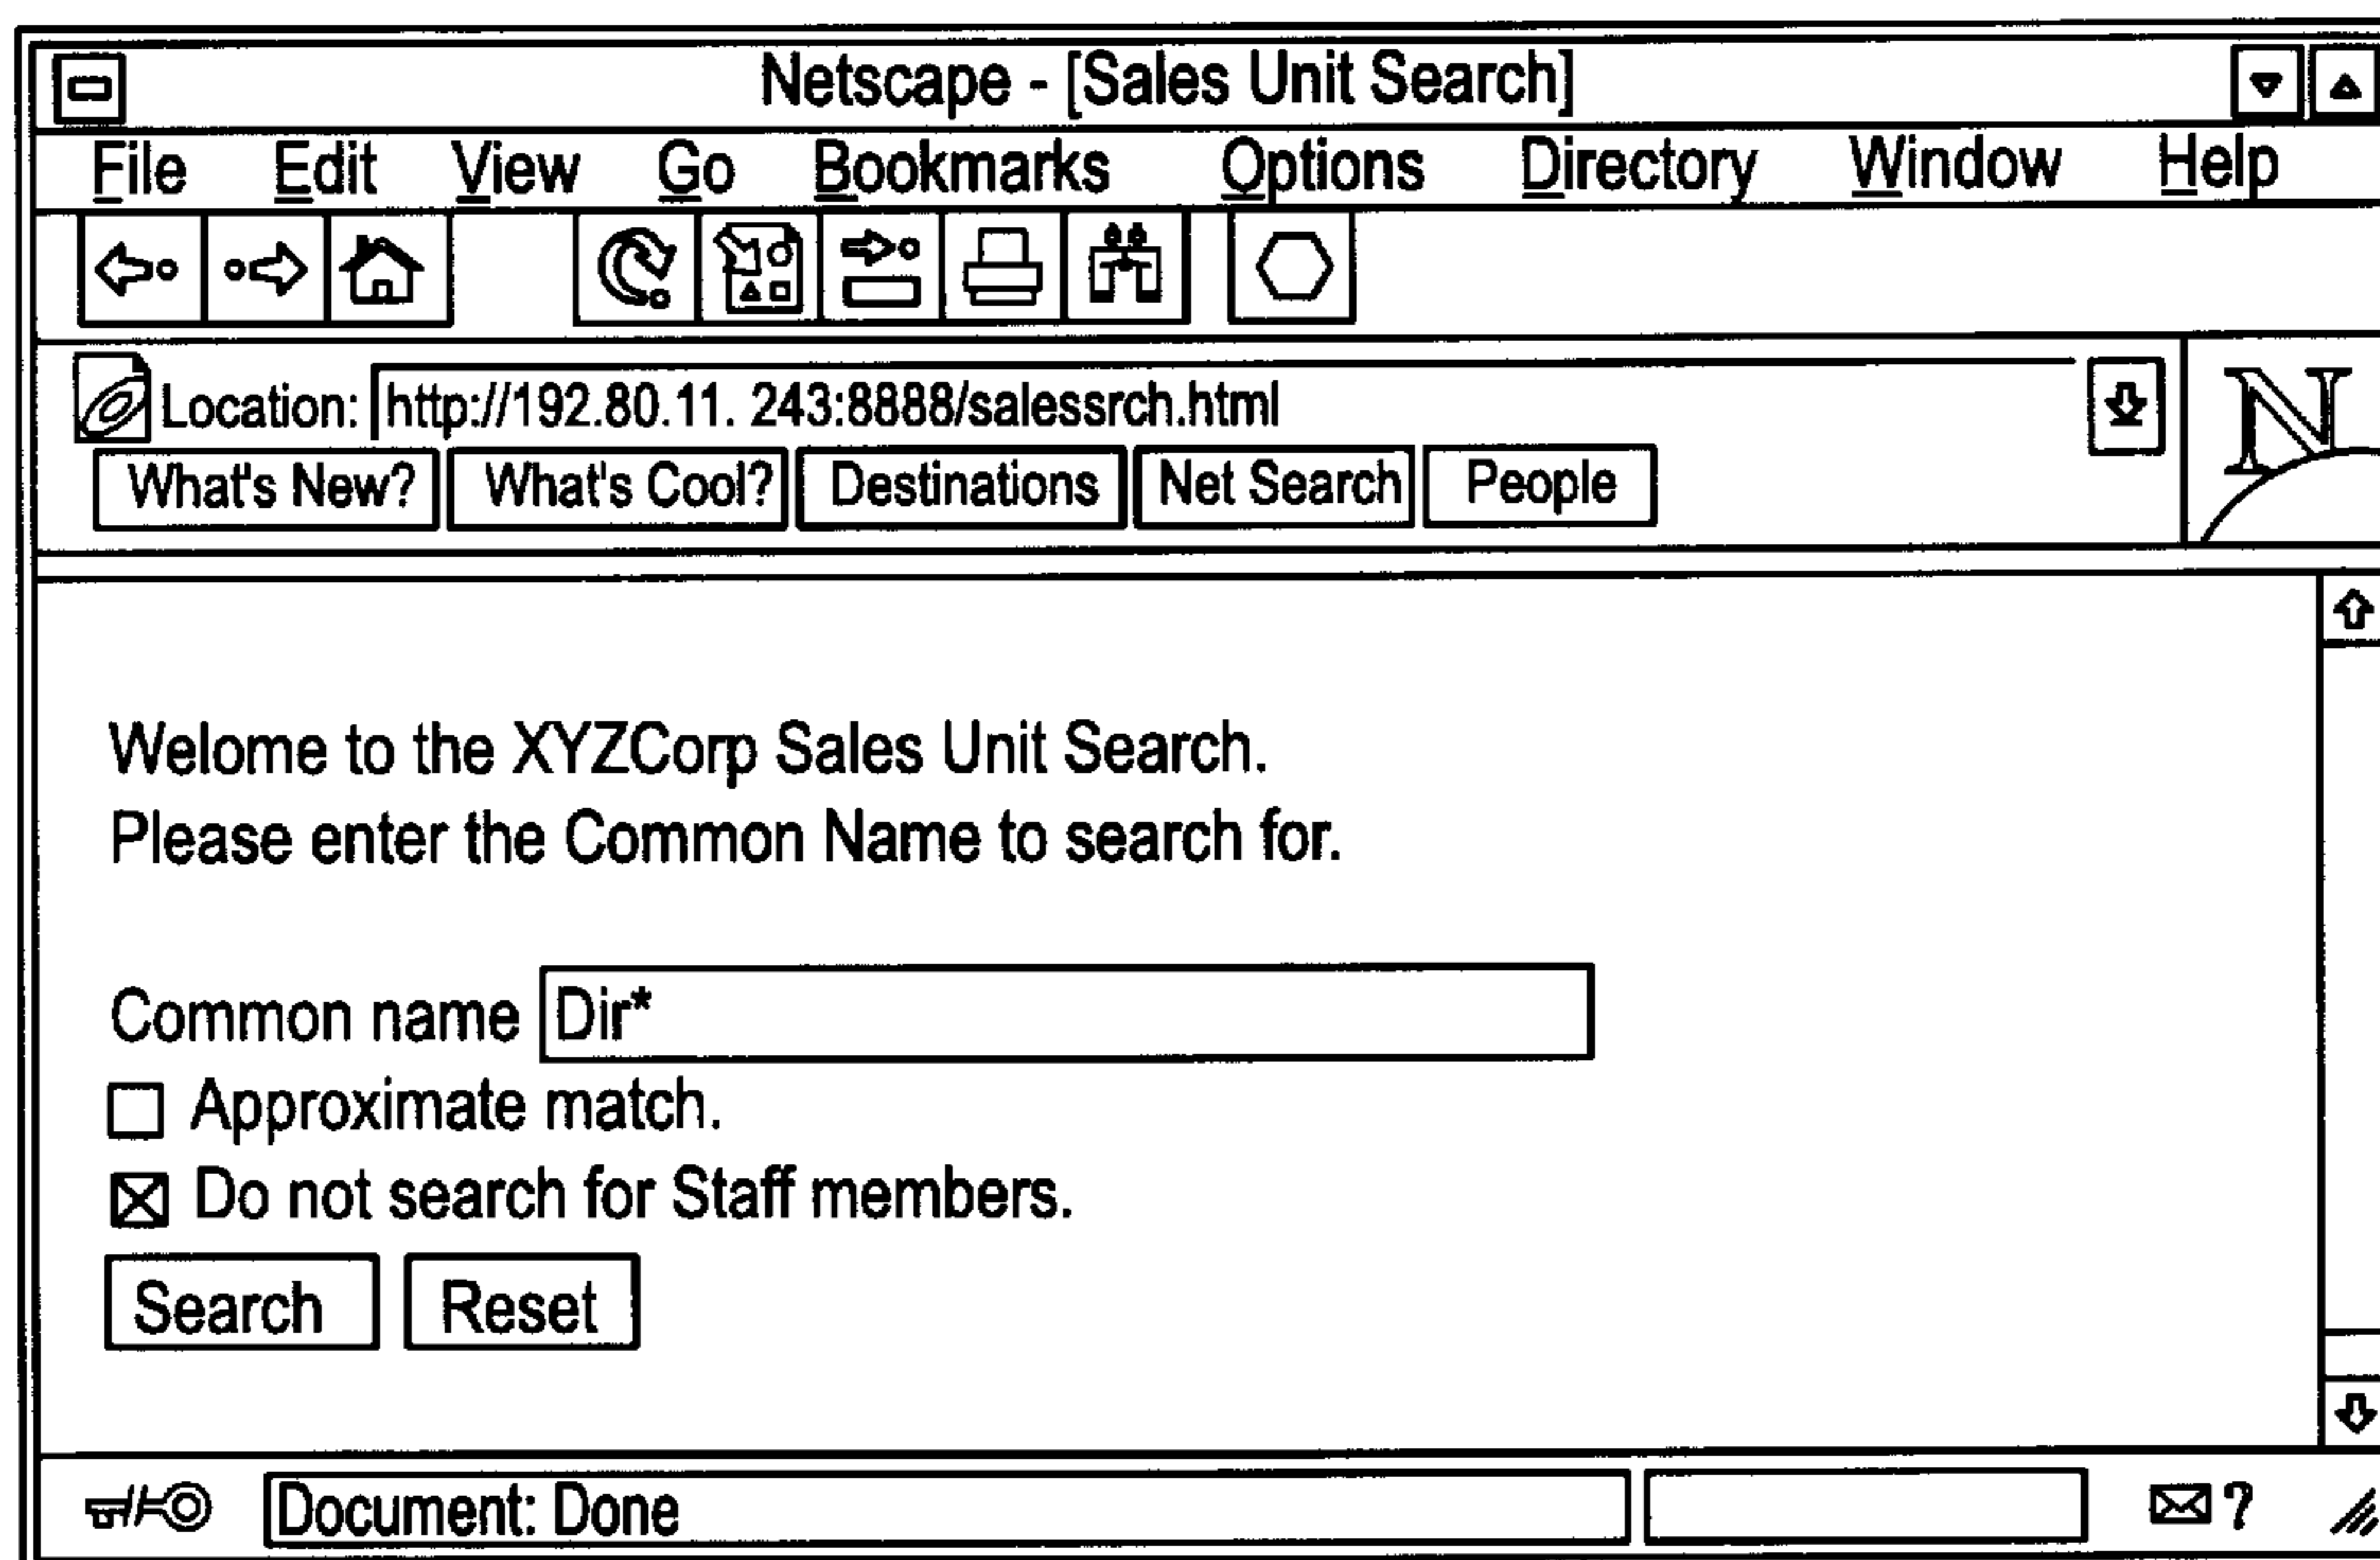 Netscape - [Sales Unit Search]
File Edit View Go Bookmarks Options Directory Window Help
Location: http://192.80.11. 243:8888/salessrch.html
N
What's New? What's Cool? Destinations Net Search People
Welome to the XYZCorp Sales Unit Search.
Please enter the Common Name to search for.
Common name Dir*
Approximate match.
Do not search for Staff members.
Search Reset
Document: Done ?